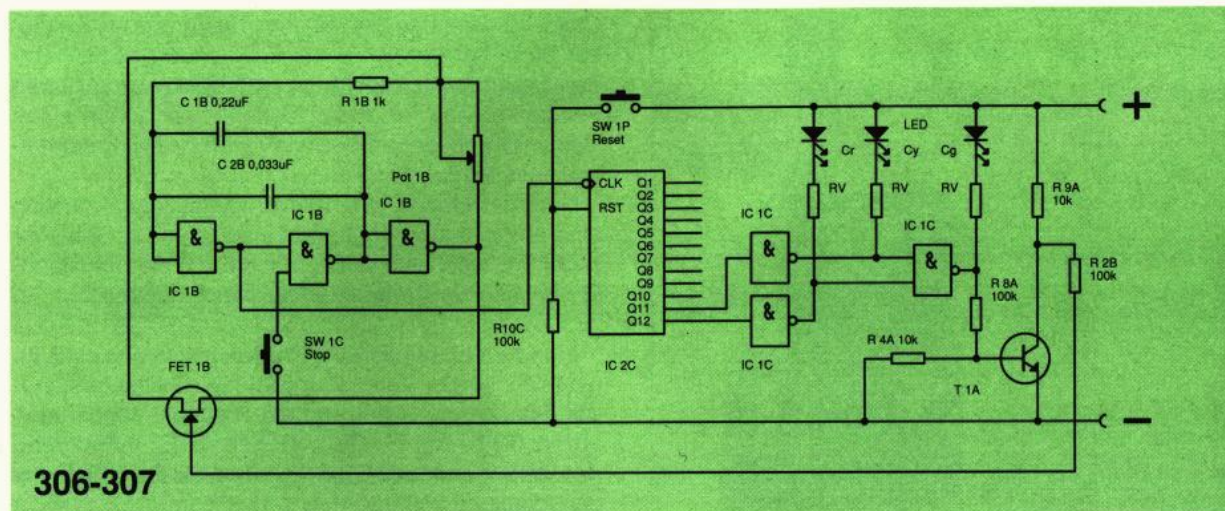 C 1B 0,22uF
R 1B 1k
C 2B 0,033uF
Pot 1B
IC 1B
IC 1B
&
&
&
IC 1B
SW 1C
Stop
FET 1B
SW 1P
Reset
CLK
RST
Q1
Q2
Q3
Q4
Q5
Q6
Q7
Q8
Q9
Q10
Q11
Q12
R10C
100k
IC 2C
IC 1C
&
&
IC 1C
LED
Cr
Cy
Cg
RV
RV
RV
IC 1C
&
R 9A
10k
R 2B
100k
R 8A
100k
R 4A 10k
T 1A
+
−
306-307